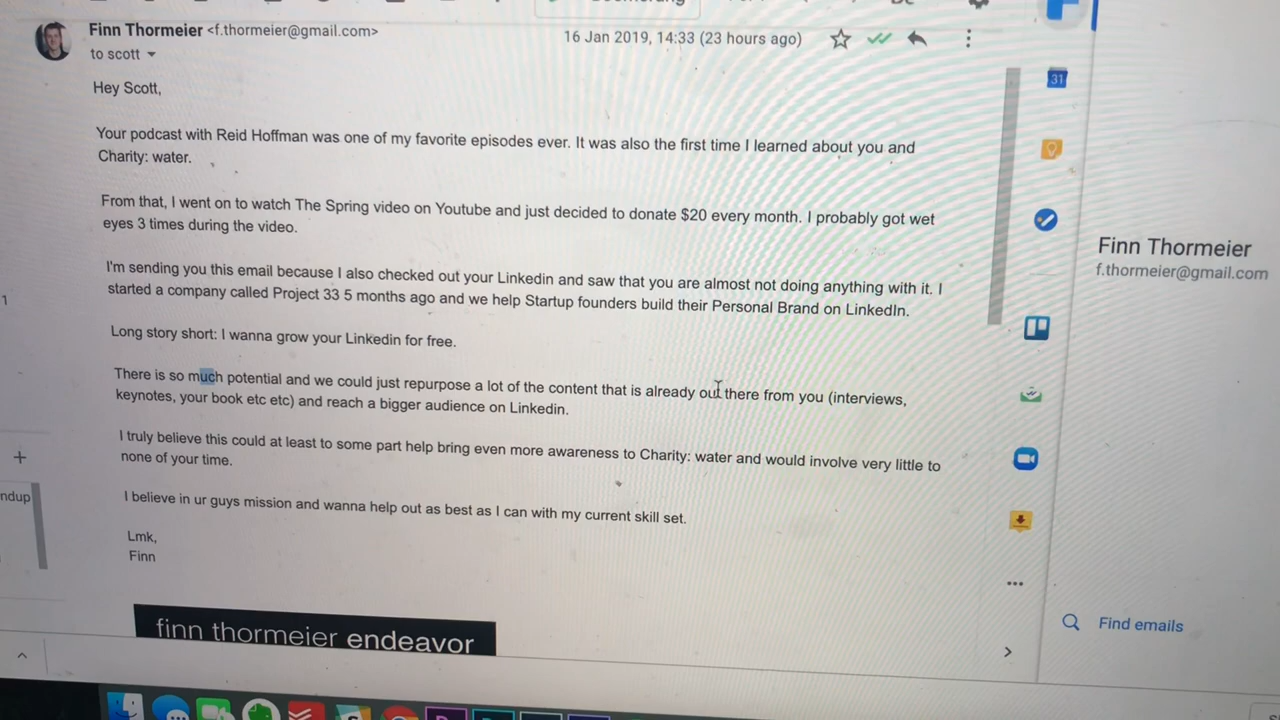 Finn Thormeier <f.thormeier@gmail.com>
16 Jan 2019, 14:33 (23 hours ago)
to scott
Hey Scott,
Your podcast with Reid Hoffman was one of my favorite episodes ever. It was also the first time I learned about you and
Charity: water.
From that, I went on to watch The Spring video on Youtube and just decided to donate $20 every month. I probably got wet
eyes 3 times during the video.
I'm sending you this email because I also checked out your Linkedin and saw that you are almost not doing anything with it. I
started a company called Project 33 5 months ago and we help Startup founders build their Personal Brand on LinkedIn.
Long story short: I wanna grow your Linkedin for free.
There is so much potential and we could just repurpose a lot of the content that is already out there from you (interviews,
keynotes, your book etc etc) and reach a bigger audience on Linkedin.
I truly believe this could at least to some part help bring even more awareness to Charity: water and would involve very little to
none of your time.
I believe in ur guys mission and wanna help out as best as I can with my current skill set.
Lmk,
Finn
finn thormeier endeavor
1
ndup
31
Finn Thormeier
f.thormeier@gmail.com
Find emails